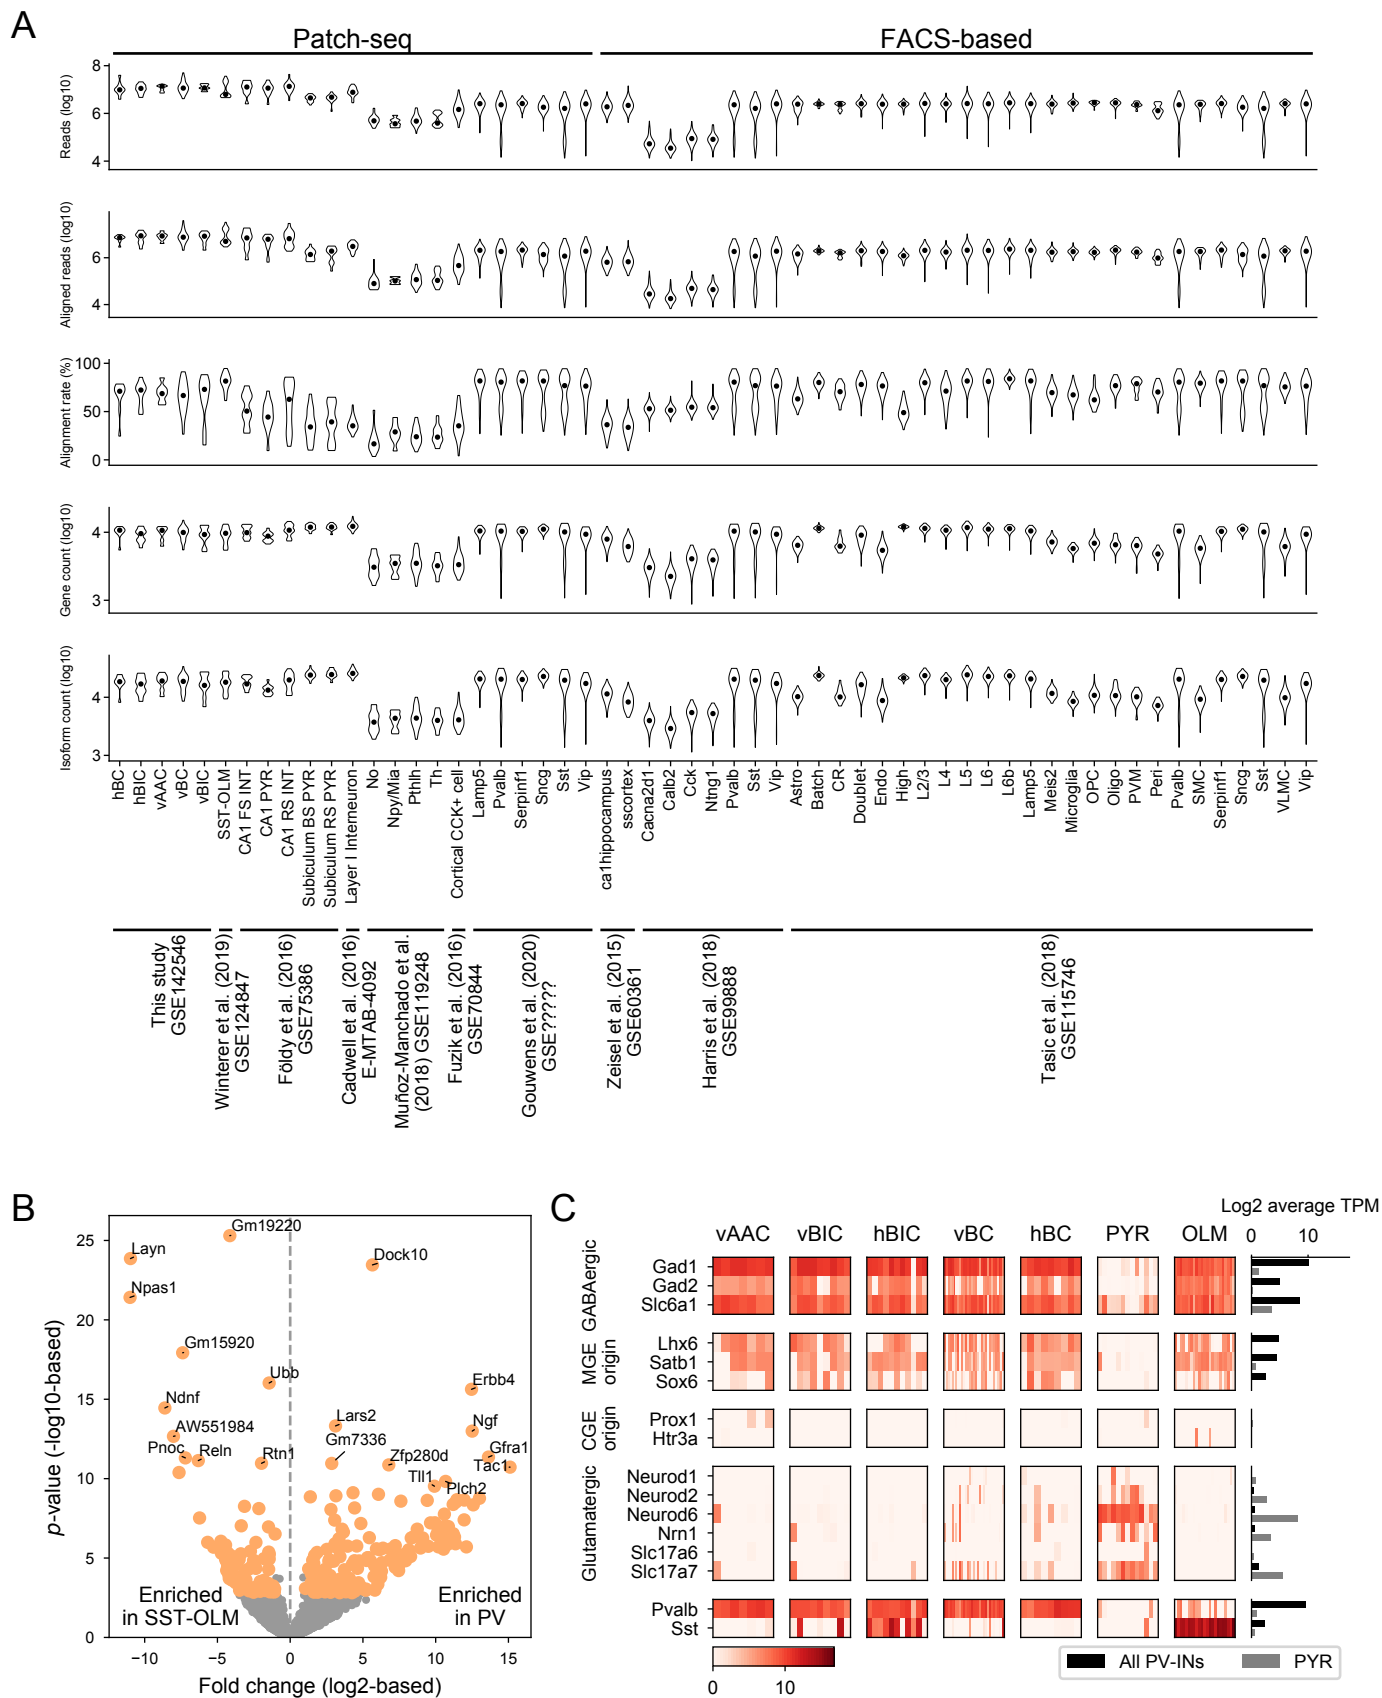 A
Patch-seq
FACS-based
Reads (log10)
8
6
4
Aligned reads (log10)
6
4
Alignment rate (%)
100
50
0
Gene count (log10)
4
3
Isoform count (log10)
4
3
hBC
hBIC
vAAC
vBC
vBIC
SST-OLM
CA1 FS INT
CA1 PYR
CA1 RS INT
Subiculum BS PYR
Subiculum RS PYR
Layer I Interneuron
No
Npy/Mia
Pthlh
Th
Cortical CCK+ cell
Lamp5
Pvalb
Serpinf1
Sncg
Sst
Vip
ca1hippocampus
sscortex
Cacna2d1
Calb2
Cck
Ntng1
Pvalb
Sst
Vip
Astro
Batch
CR
Doublet
Endo
High
L2/3
L4
L5
L6
L6b
Lamp5
Meis2
Microglia
OPC
Oligo
PVM
Peri
Pvalb
SMC
Serpinf1
Sncg
Sst
VLMC
Vip
This study
GSE142546
Winterer et al. (2019)
GSE124847
Földy et al. (2016)
GSE75386
Cadwell et al. (2016)
E-MTAB-4092
Muñoz-Manchado et al.
(2018) GSE119248
Fuzik et al. (2016)
GSE70844
Gouwens et al. (2020)
GSE?????
Zeisel et al. (2015)
GSE60361
Harris et al. (2018)
GSE99888
Tasic et al. (2018)
GSE115746
B
p-value (-log10-based)
25
20
15
10
5
0
Gm19220
Layn
Dock10
Npas1
Gm15920
Ubb
Erbb4
Ndnf
Lars2
Ngf
AW551984
Gm7336
Gfra1
Pnoc
Reln
Rtn1
Zfp280d
Tac1
Tll1
Plch2
Enriched
in SST-OLM
Enriched
in PV
−10
−5
0
5
10
15
Fold change (log2-based)
C
Log2 average TPM
vAAC
vBIC
hBIC
vBC
hBC
PYR
OLM
0
10
GABAergic
Gad1
Gad2
Slc6a1
MGE
origin
Lhx6
Satb1
Sox6
CGE
origin
Prox1
Htr3a
Glutamatergic
Neurod1
Neurod2
Neurod6
Nrn1
Slc17a6
Slc17a7
Pvalb
Sst
0
10
All PV-INs
PYR